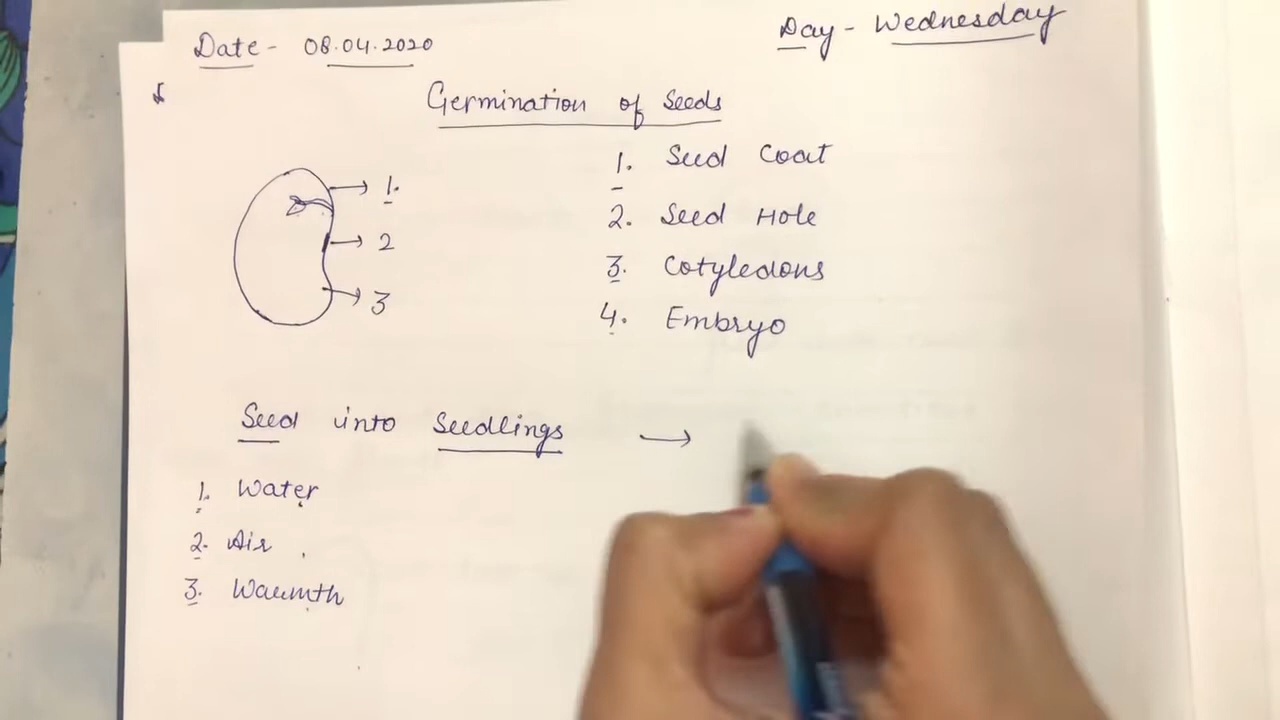 Date - 08.04.2020
Day - Wednesday
Germination of Seeds
1.
2
3
1. Seed Coat
2. Seed Hole
3. Cotyledons
4. Embryo
Seed into Seedlings →
1. Water
2. Air
3. Warmth